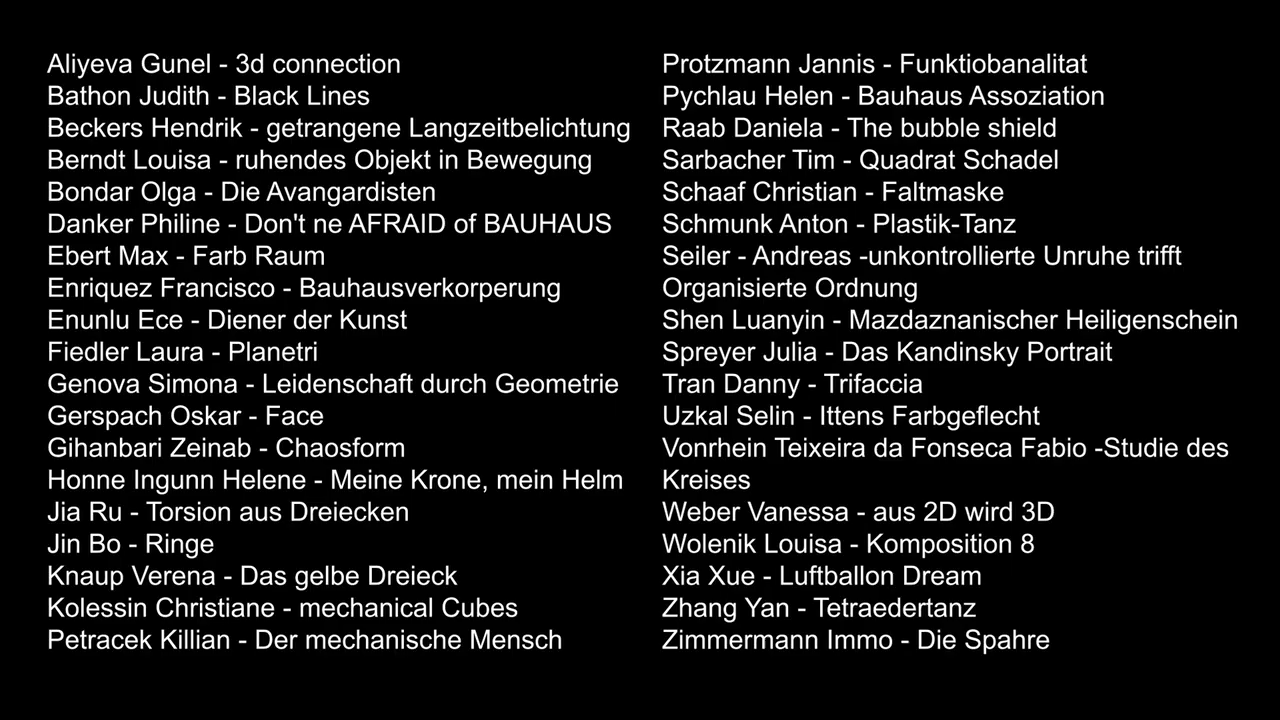 Aliyeva Gunel - 3d connection
Bathon Judith - Black Lines
Beckers Hendrik - getrangene Langzeitbelichtung
Berndt Louisa - ruhendes Objekt in Bewegung
Bondar Olga - Die Avangardisten
Danker Philine - Don't ne AFRAID of BAUHAUS
Ebert Max - Farb Raum
Enriquez Francisco - Bauhausverkorperung
Enunlu Ece - Diener der Kunst
Fiedler Laura - Planetri
Genova Simona - Leidenschaft durch Geometrie
Gerspach Oskar - Face
Gihanbari Zeinab - Chaosform
Honne Ingunn Helene - Meine Krone, mein Helm
Jia Ru - Torsion aus Dreiecken
Jin Bo - Ringe
Knaup Verena - Das gelbe Dreieck
Kolessin Christiane - mechanical Cubes
Petracek Killian - Der mechanische Mensch
Protzmann Jannis - Funktiobanalitat
Pychlau Helen - Bauhaus Assoziation
Raab Daniela - The bubble shield
Sarbacher Tim - Quadrat Schadel
Schaaf Christian - Faltmaske
Schmunk Anton - Plastik-Tanz
Seiler - Andreas -unkontrollierte Unruhe trifft
Organisierte Ordnung
Shen Luanyin - Mazdaznanischer Heiligenschein
Spreyer Julia - Das Kandinsky Portrait
Tran Danny - Trifaccia
Uzkal Selin - Ittens Farbgeflecht
Vonrhein Teixeira da Fonseca Fabio -Studie des
Kreises
Weber Vanessa - aus 2D wird 3D
Wolenik Louisa - Komposition 8
Xia Xue - Luftballon Dream
Zhang Yan - Tetraedertanz
Zimmermann Immo - Die Spahre